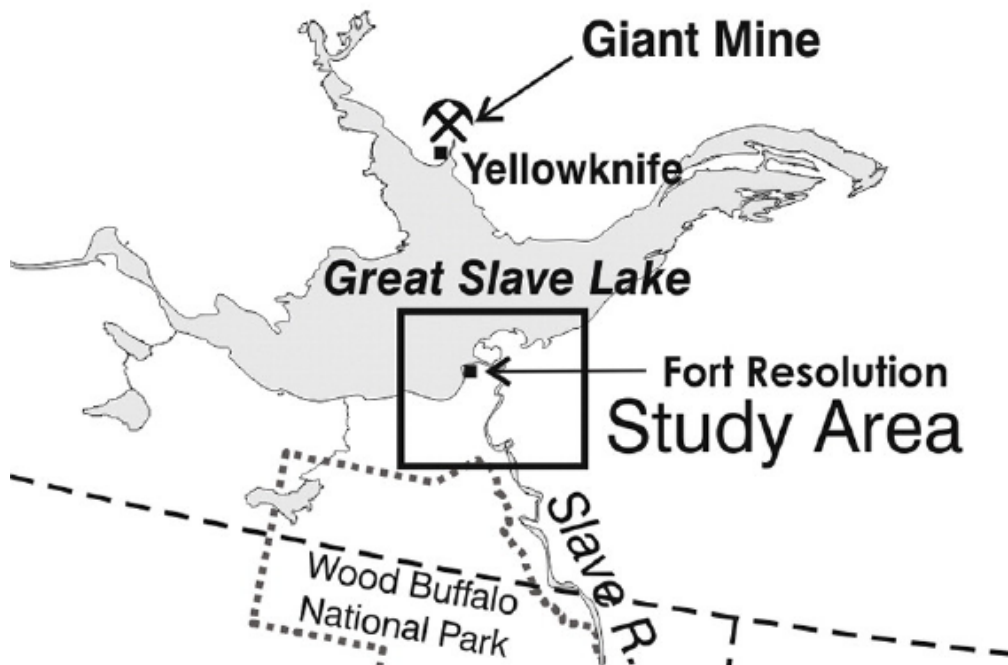 Giant Mine
Yellowknife
Great Slave Lake
Fort Resolution
Study Area
Slave R.
Wood Buffalo
National Park